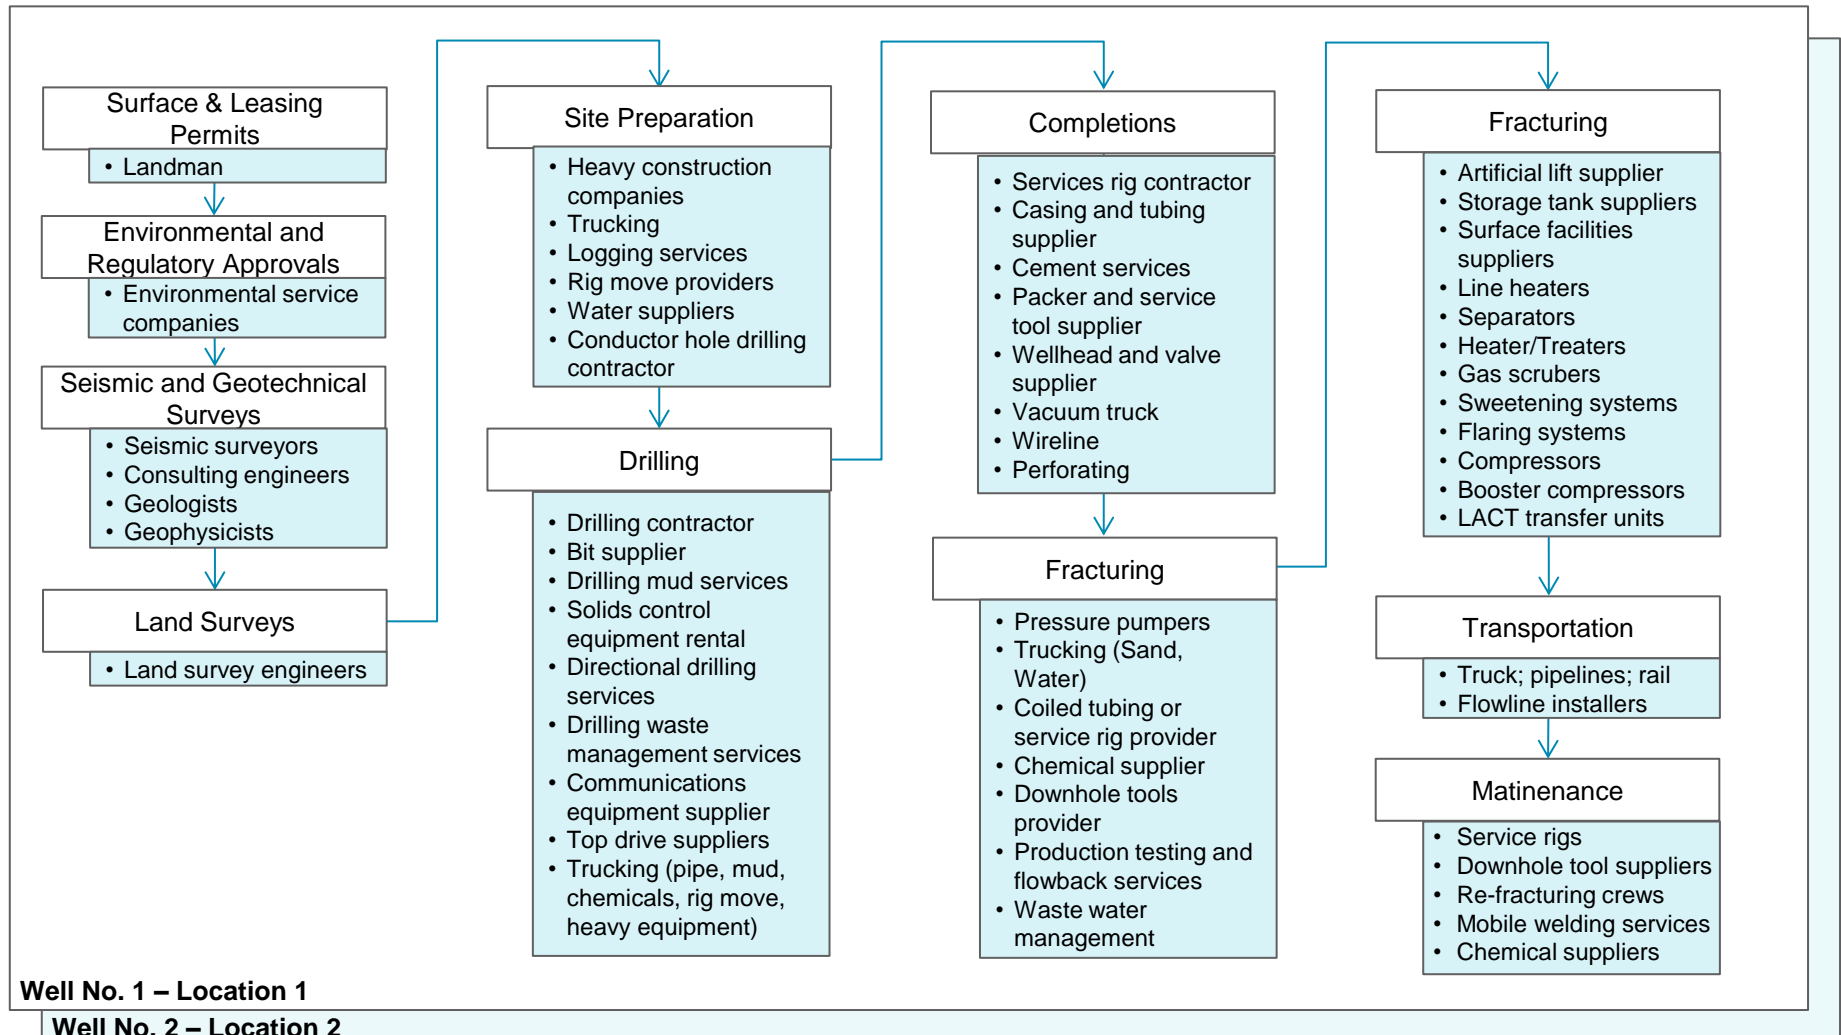 Surface & Leasing
Permits
• Landman
Environmental and
Regulatory Approvals
• Environmental service
companies
Seismic and Geotechnical
Surveys
• Seismic surveyors
• Consulting engineers
• Geologists
• Geophysicists
Land Surveys
• Land survey engineers
Site Preparation
• Heavy construction
companies
• Trucking
• Logging services
• Rig move providers
• Water suppliers
• Conductor hole drilling
contractor
Drilling
• Drilling contractor
• Bit supplier
• Drilling mud services
• Solids control
equipment rental
• Directional drilling
services
• Drilling waste
management services
• Communications
equipment supplier
• Top drive suppliers
• Trucking (pipe, mud,
chemicals, rig move,
heavy equipment)
Completions
• Services rig contractor
• Casing and tubing
supplier
• Cement services
• Packer and service
tool supplier
• Wellhead and valve
supplier
• Vacuum truck
• Wireline
• Perforating
Fracturing
• Pressure pumpers
• Trucking (Sand,
Water)
• Coiled tubing or
service rig provider
• Chemical supplier
• Downhole tools
provider
• Production testing and
flowback services
• Waste water
management
Fracturing
• Artificial lift supplier
• Storage tank suppliers
• Surface facilities
suppliers
• Line heaters
• Separators
• Heater/Treaters
• Gas scrubers
• Sweetening systems
• Flaring systems
• Compressors
• Booster compressors
• LACT transfer units
Transportation
• Truck; pipelines; rail
• Flowline installers
Matinenance
• Service rigs
• Downhole tool suppliers
• Re-fracturing crews
• Mobile welding services
• Chemical suppliers
Well No. 1 – Location 1
Well No. 2 – Location 2